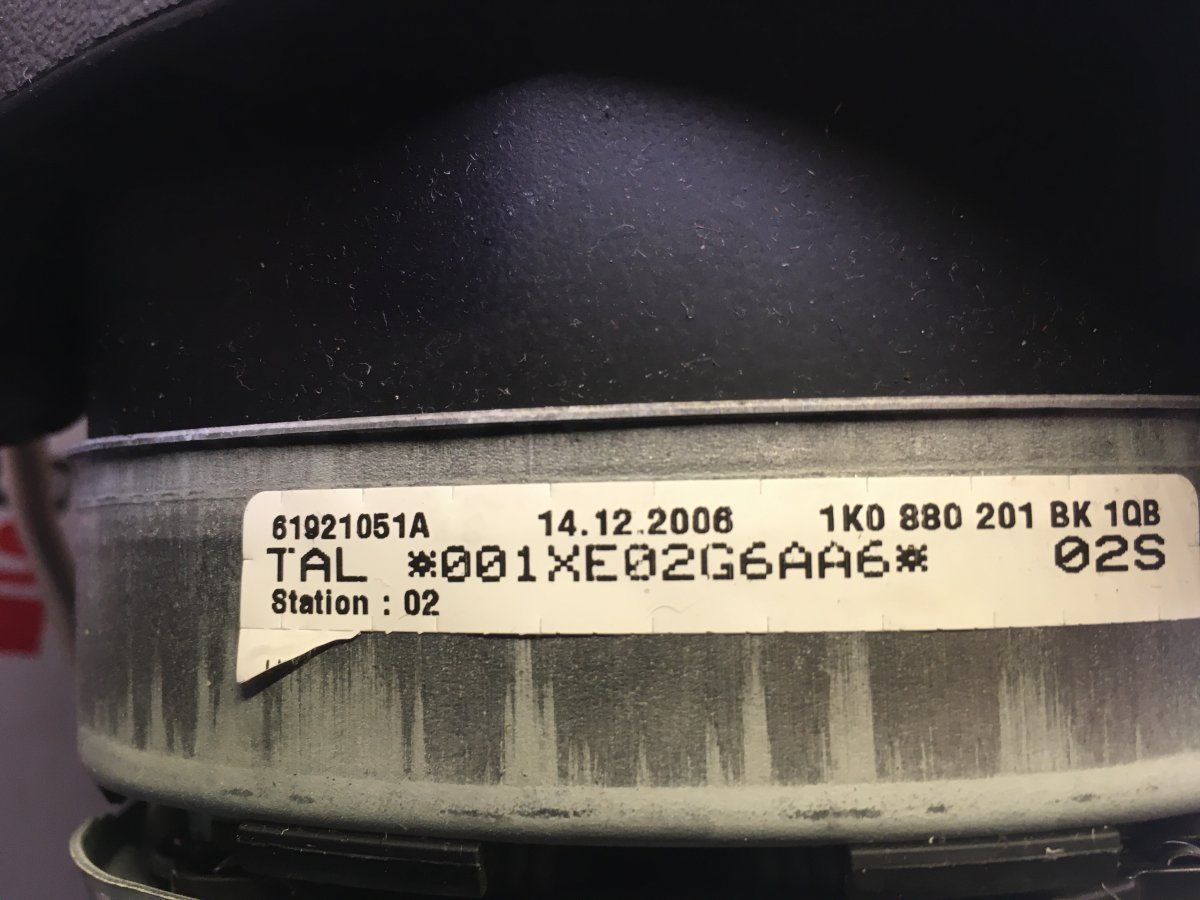 61921051A 14.12.2006 1K0 880 201 BK 1QB
TAL *001XE02G6AA6* 02S
Station : 02